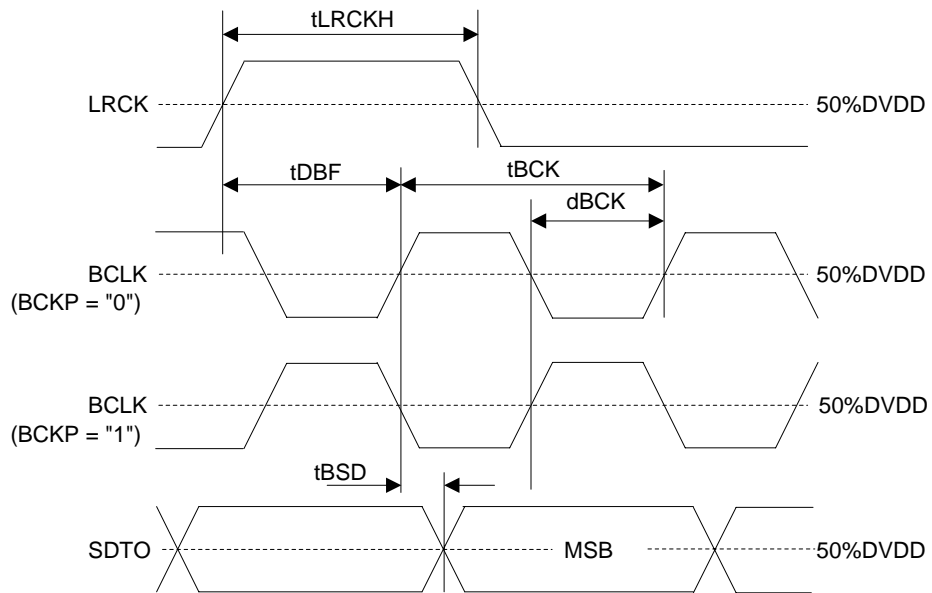 tLRCKH
LRCK 50%DVDD
tDBF tBCK
dBCK
BCLK 50%DVDD
(BCKP = "0")
BCLK 50%DVDD
(BCKP = "1")
tBSD
SDTO MSB 50%DVDD